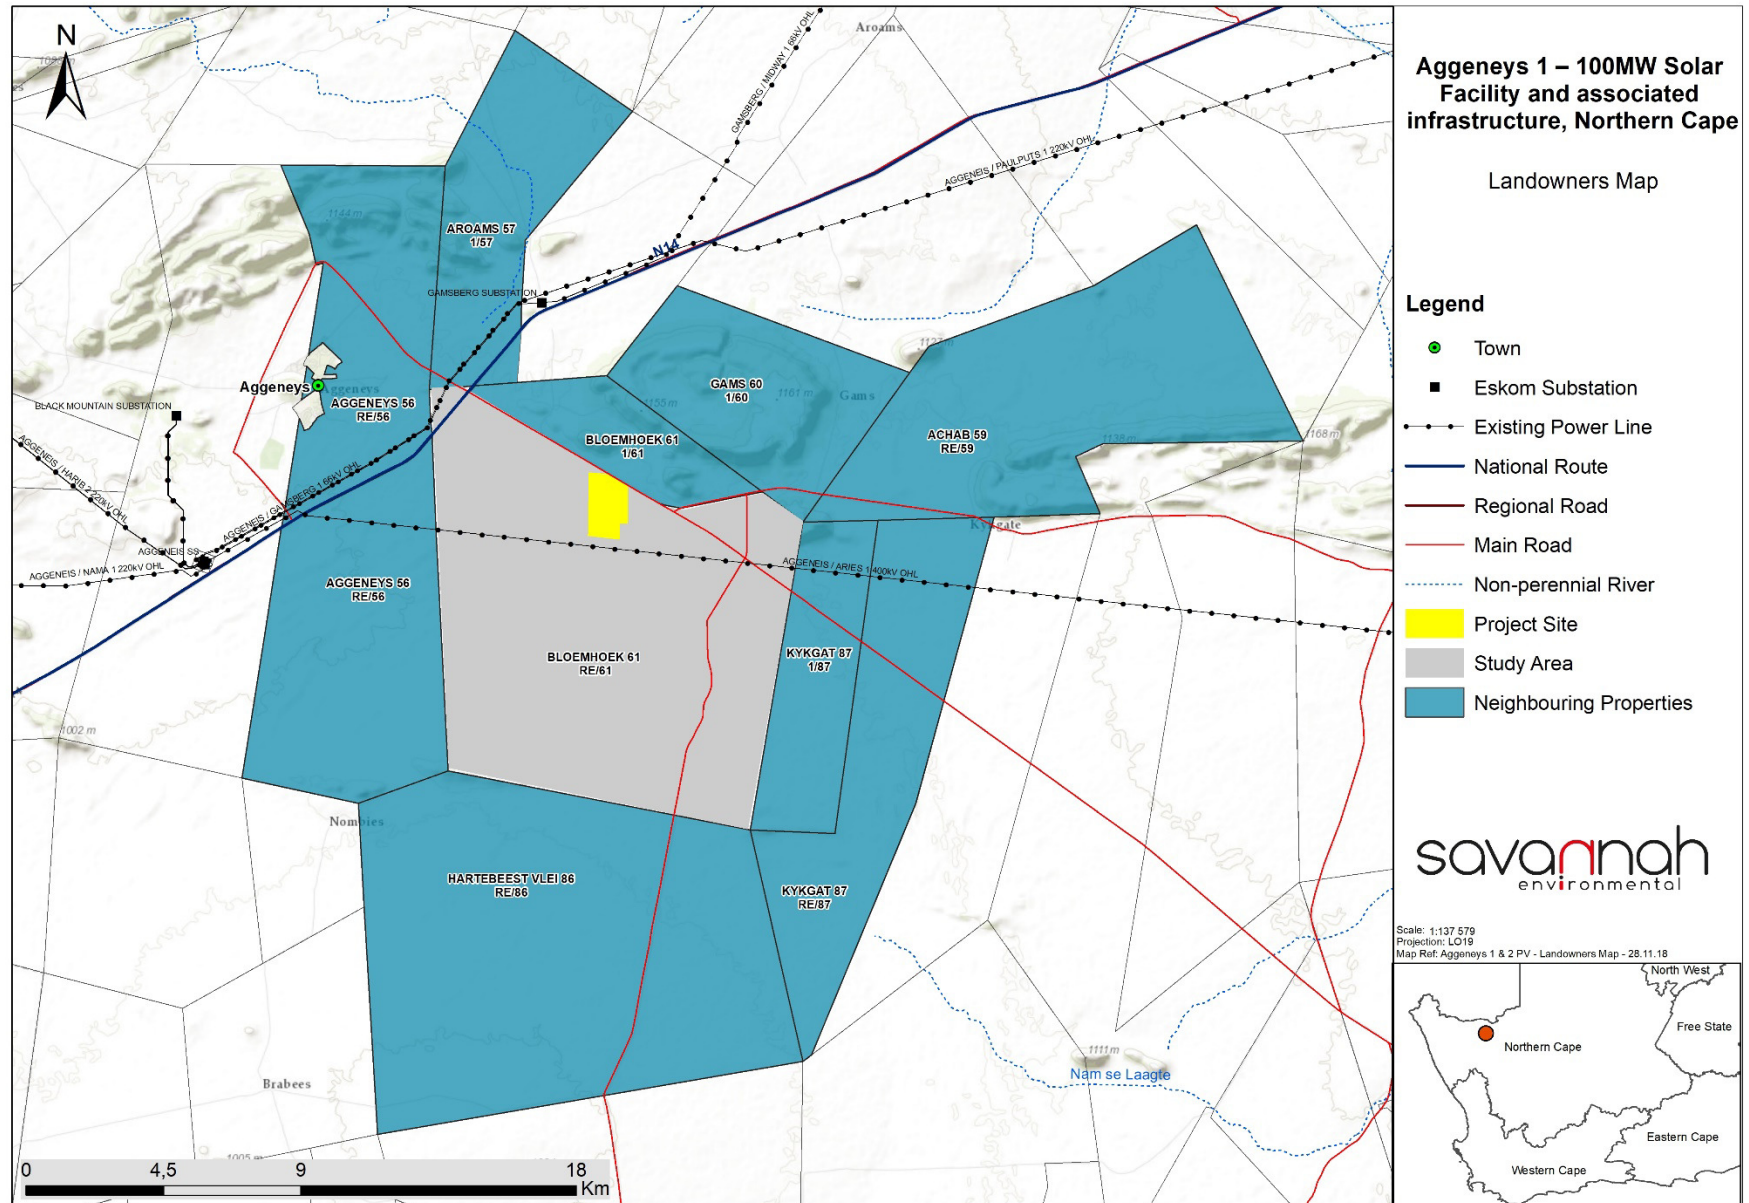 N
Aroams
1144 m
GAMSBERG / MIDWAY 1 66kV OHL
AGGENEIS / PAULPUTS 1 220kV OHL
AROAMS 57
1/57
N14
GAMSBERG SUBSTATION
1127 m
Aggeneys
Aggeneys
BLACK MOUNTAIN SUBSTATION
AGGENEYS 56
RE/56
GAMS 60
1/60
1161 m
Gams
1155 m
BLOEMHOEK 61
1/61
ACHAB 59
RE/59
1138 m
1168 m
AGGENEIS / HARIB 2 220kV OHL
AGGENEIS / GAMSBERG 1 66kV OHL
Kykgate
AGGENEIS SS
AGGENEIS / NAMA 1 220kV OHL
AGGENEIS / ARIES 1 400kV OHL
AGGENEYS 56
RE/56
BLOEMHOEK 61
RE/61
KYKGAT 87
1/87
1002 m
Nombies
HARTEBEEST VLEI 86
RE/86
KYKGAT 87
RE/87
1111 m
Nam se Laagte
Brabees
1005 m
0
4,5
9
18
Km
Aggeneys 1 – 100MW Solar
Facility and associated
infrastructure, Northern Cape
Landowners Map
Legend
Town
Eskom Substation
Existing Power Line
National Route
Regional Road
Main Road
Non-perennial River
Project Site
Study Area
Neighbouring Properties
savannah
environmental
Scale: 1:137 579
Projection: LO19
Map Ref: Aggeneys 1 & 2 PV - Landowners Map - 28.11.18
North West
Free State
Northern Cape
Eastern Cape
Western Cape